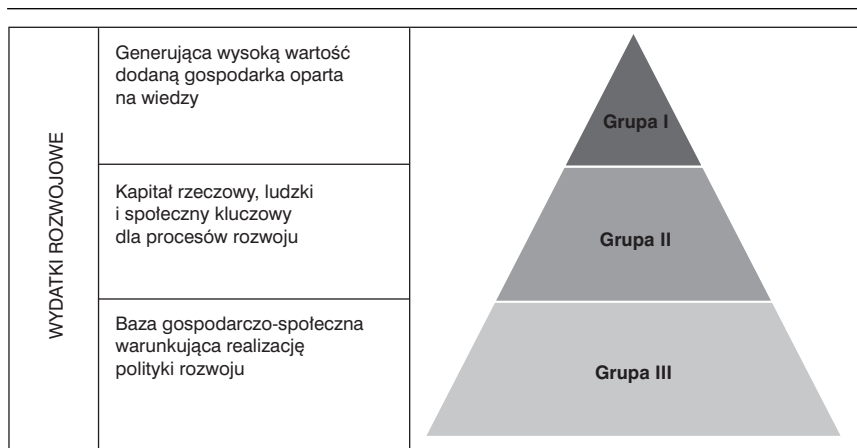 WYDATKI ROZWOJOWE
Generująca wysoką wartość
dodaną gospodarka oparta
na wiedzy
Grupa I
Kapitał rzeczowy, ludzki
i społeczny kluczowy
dla procesów rozwoju
Grupa II
Baza gospodarczo-społeczna
warunkująca realizację
polityki rozwoju
Grupa III